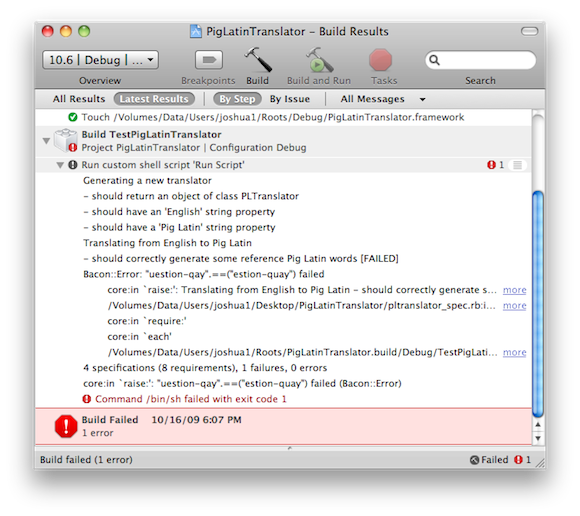 PigLatinTranslator – Build Results
10.6 | Debug | ...
Overview
Breakpoints
Build
Build and Run
Tasks
Search
All Results
Latest Results
By Step
By Issue
All Messages
Touch /Volumes/Data/Users/joshua1/Roots/Debug/PigLatinTranslator.framework
Build TestPigLatinTranslator
Project PigLatinTranslator | Configuration Debug
Run custom shell script 'Run Script' 1
Generating a new translator
- should return an object of class PLTranslator
- should have an 'English' string property
- should have a 'Pig Latin' string property
Translating from English to Pig Latin
- should correctly generate some reference Pig Latin words [FAILED]
Bacon::Error: "uestion-qay".==("estion-quay") failed
core:in `raise:': Translating from English to Pig Latin - should correctly generate s... more
/Volumes/Data/Users/joshua1/Desktop/PigLatinTranslator/pltranslator_spec.rb:i... more
core:in `require:'
core:in `each'
/Volumes/Data/Users/joshua1/Roots/PigLatinTranslator.build/Debug/TestPigLati... more
4 specifications (8 requirements), 1 failures, 0 errors
core:in `raise:': "uestion-qay".==("estion-quay") failed (Bacon::Error)
Command /bin/sh failed with exit code 1
Build Failed 10/16/09 6:07 PM
1 error
Build failed (1 error) Failed 1